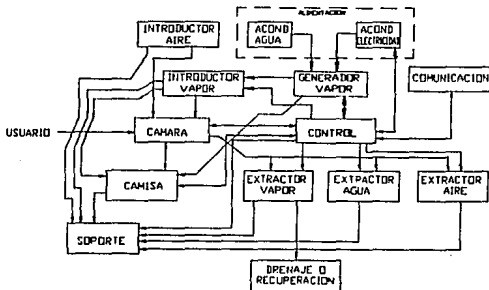 ALIMENTACION
INTRODUCTOR
AIRE
ACOND
AGUA
ACOND
ELECTRICIDAD
INTRODUCTOR
VAPOR
GENERADOR
VAPOR
COMUNICACION
USUARIO
CAMARA
CONTROL
CAMISA
EXTRACTOR
VAPOR
EXTPACTOR
AGUA
EXTRACTOR
AIRE
SOPORTE
DRENAJE O
RECUPERACION